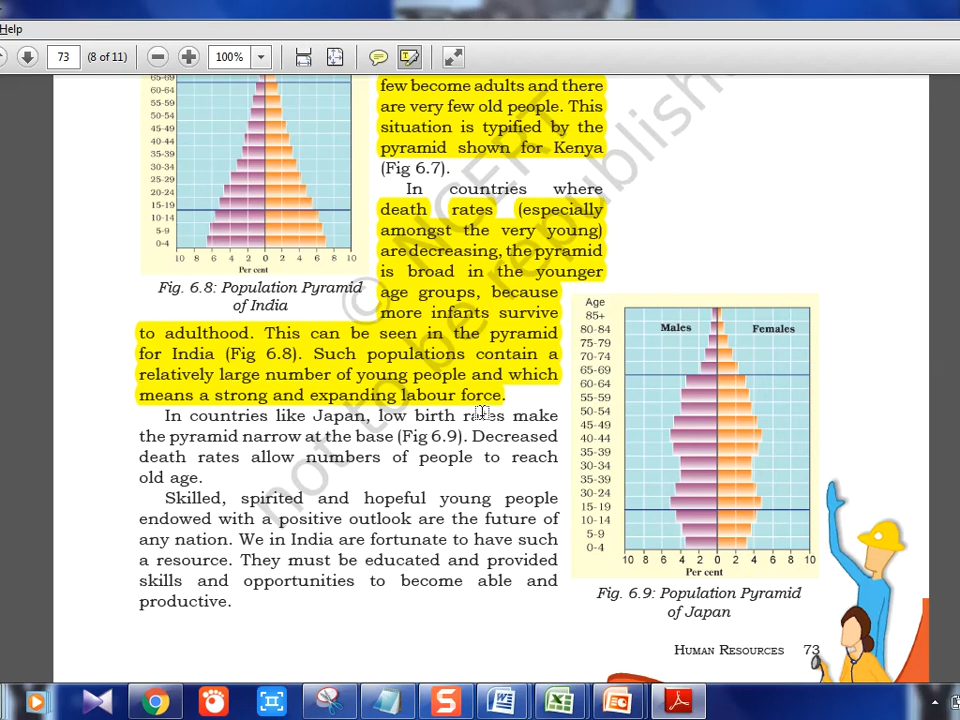 Help
73 (8 of 11) 100%
65-69
60-64
55-59
50-54
45-49
40-44
35-39
30-34
25-29
20-24
15-19
10-14
5-9
0-4
10 8 6 4 2 0 2 4 6 8 10
Per cent
Fig. 6.8: Population Pyramid
of India
few become adults and there
are very few old people. This
situation is typified by the
pyramid shown for Kenya
(Fig 6.7).
In countries where
death rates (especially
amongst the very young)
are decreasing, the pyramid
is broad in the younger
age groups, because
more infants survive
to adulthood. This can be seen in the pyramid
for India (Fig 6.8). Such populations contain a
relatively large number of young people and which
means a strong and expanding labour force.
In countries like Japan, low birth rates make
the pyramid narrow at the base (Fig 6.9). Decreased
death rates allow numbers of people to reach
old age.
Skilled, spirited and hopeful young people
endowed with a positive outlook are the future of
any nation. We in India are fortunate to have such
a resource. They must be educated and provided
skills and opportunities to become able and
productive.
Age
85+
80-84
75-79
70-74
65-69
60-64
55-59
50-54
45-49
40-44
35-39
30-34
35-39
30-24
15-19
10-14
5-9
0-4
Males Females
10 8 6 4 2 0 2 4 6 8 10
Per cent
Fig. 6.9: Population Pyramid
of Japan
HUMAN RESOURCES 73
© NCERT
not to be republish